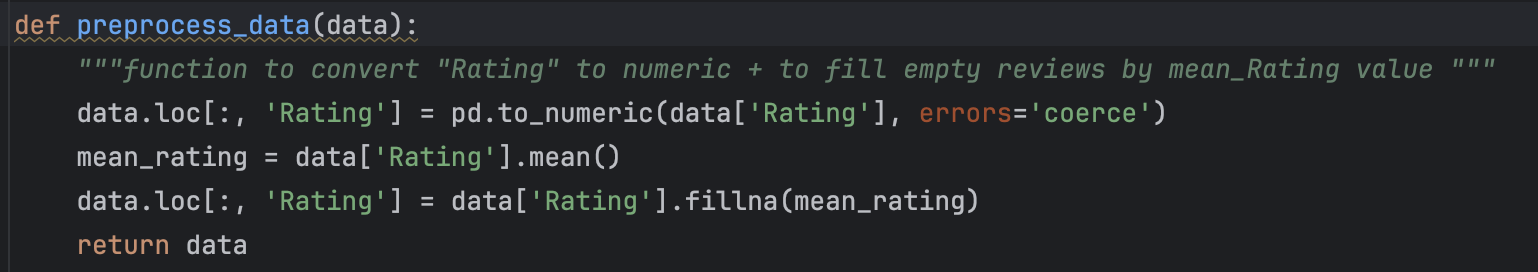 def preprocess_data(data):
    """function to convert "Rating" to numeric + to fill empty reviews by mean_Rating value """
    data.loc[:, 'Rating'] = pd.to_numeric(data['Rating'], errors='coerce')
    mean_rating = data['Rating'].mean()
    data.loc[:, 'Rating'] = data['Rating'].fillna(mean_rating)
    return data